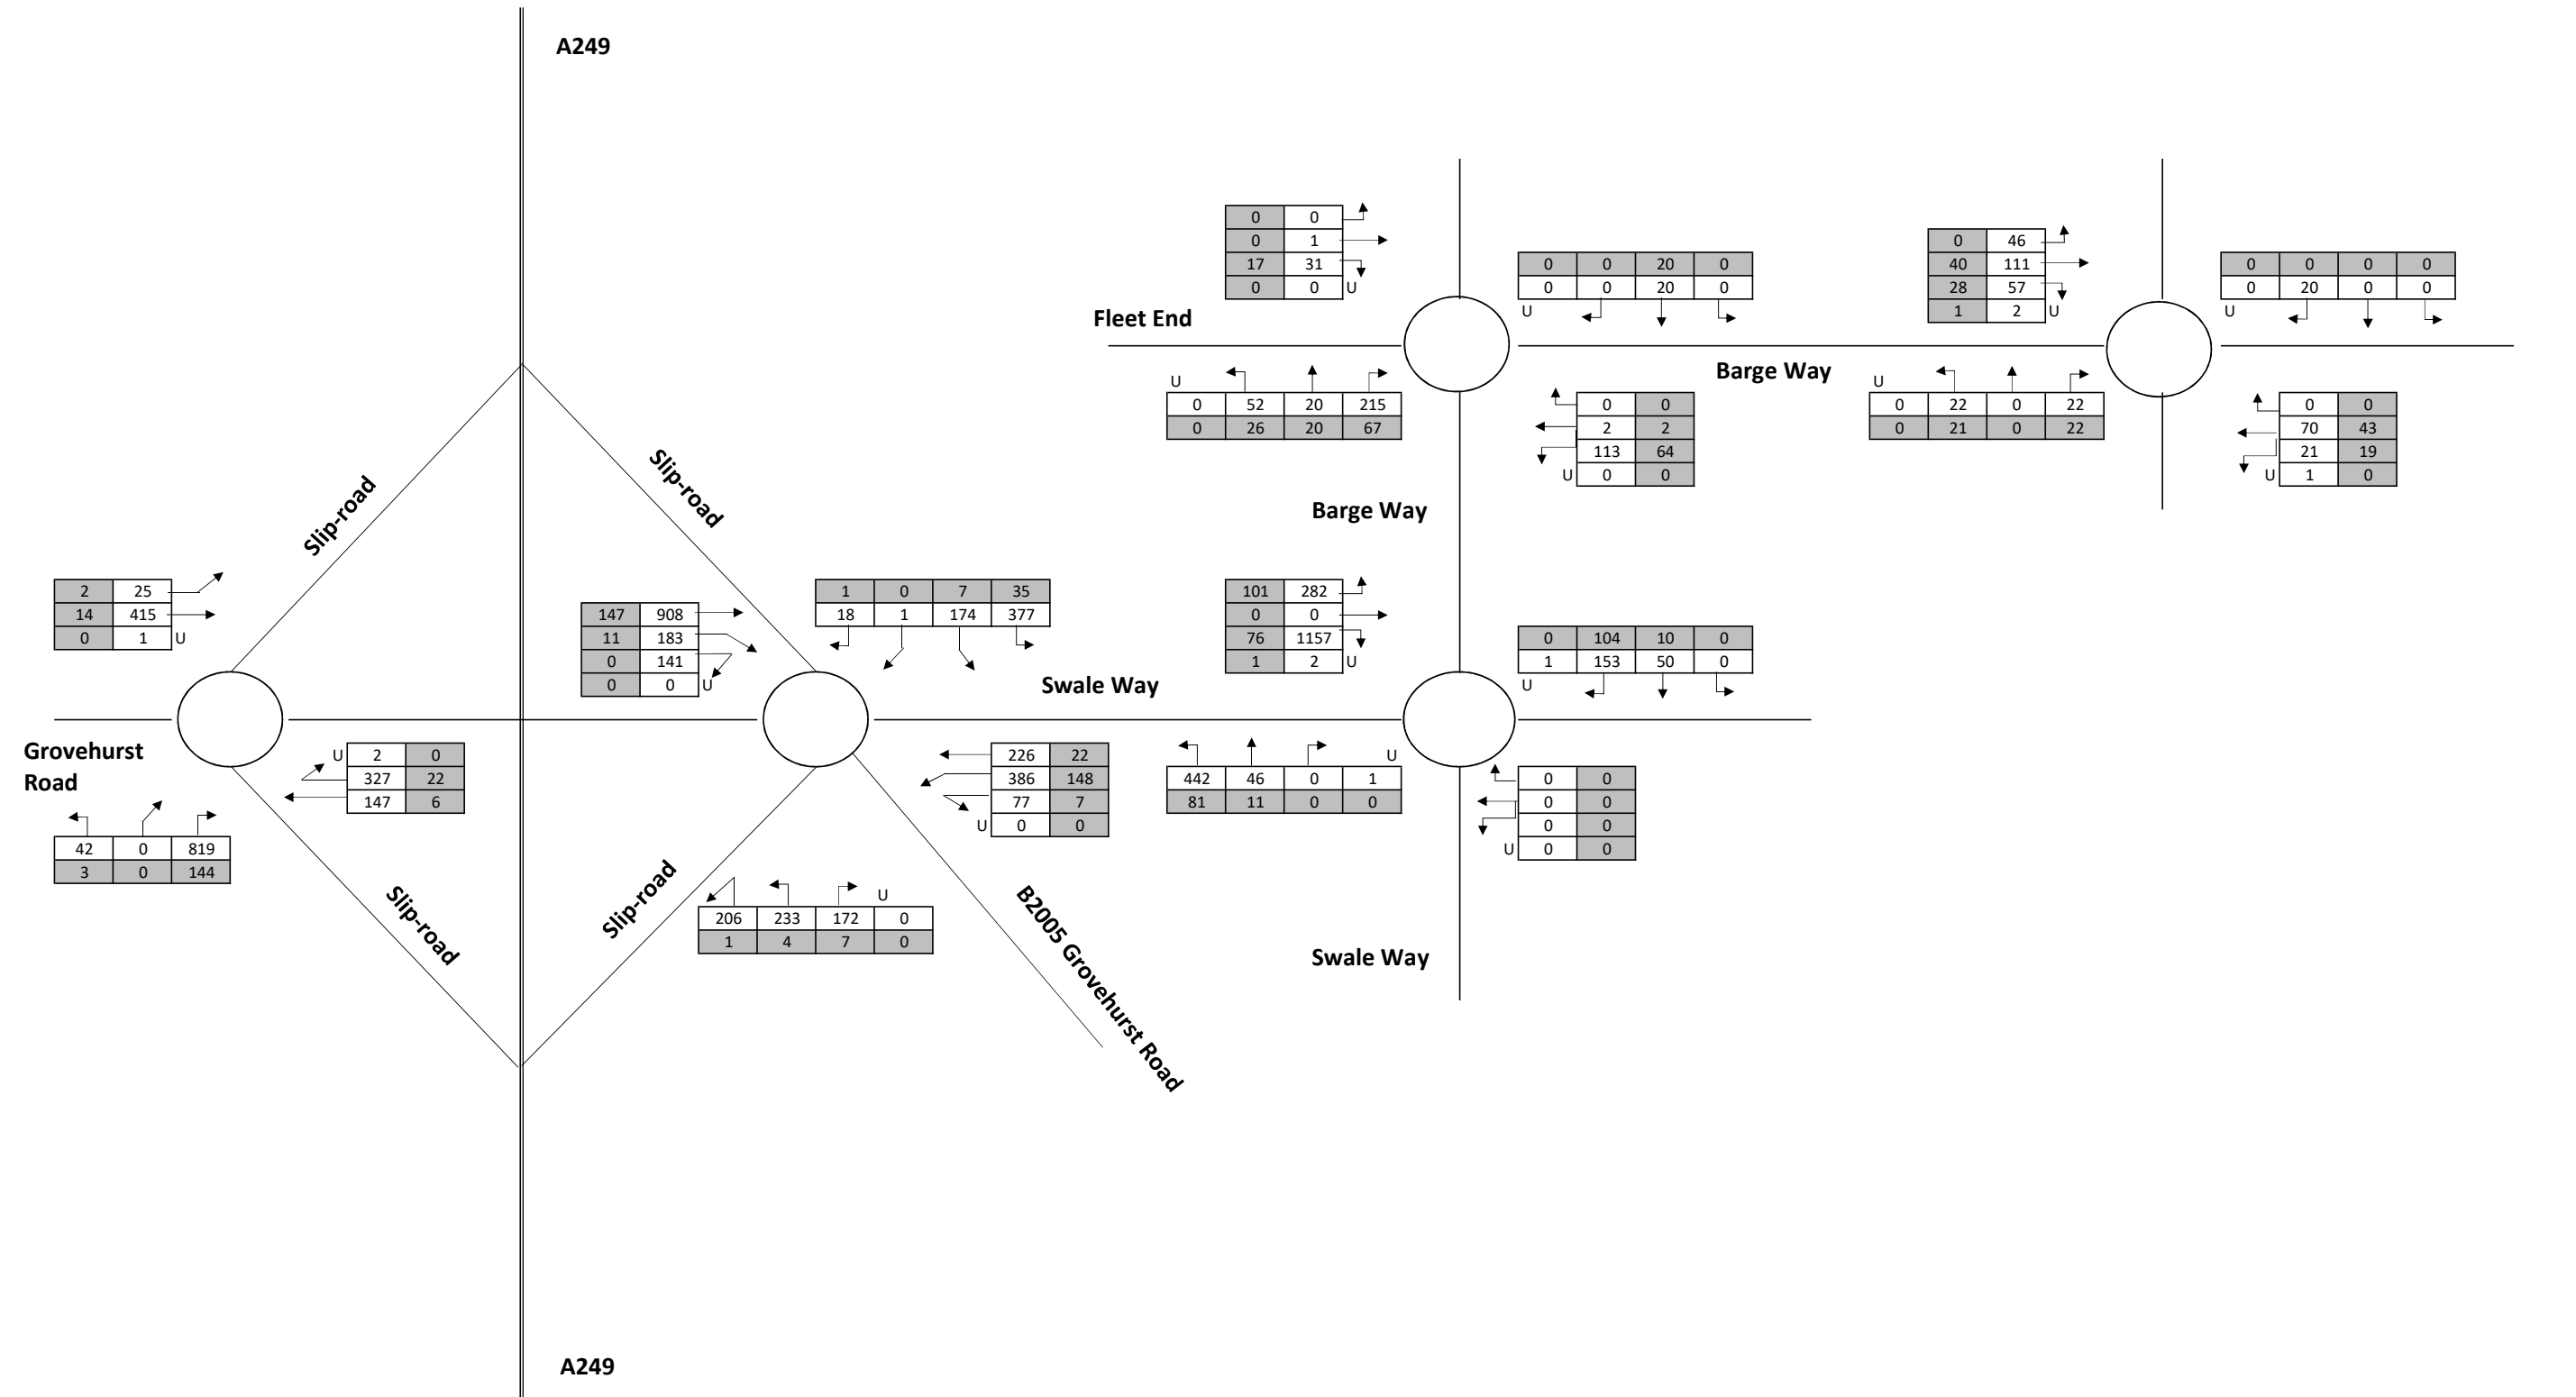 A249
0 0
0 1
17 31
0 0 U
0 0 20 0
0 0 20 0
U
0 46
40 111
28 57
1 2 U
0 0 0 0
0 20 0 0
U
Fleet End
Barge Way
U
0 52 20 215
0 26 20 67
0 0
2 2
113 64
U 0 0
U
0 22 0 22
0 21 0 22
0 0
70 43
21 19
U 1 0
Slip-road
Slip-road
Barge Way
2 25
14 415
0 1 U
147 908
11 183
0 141
0 0 U
1 0 7 35
18 1 174 377
101 282
0 0
76 1157
1 2 U
0 104 10 0
1 153 50 0
U
Swale Way
Grovehurst
Road
U 2 0
327 22
147 6
226 22
386 148
77 7
U 0 0
U
442 46 0 1
81 11 0 0
0 0
0 0
0 0
U 0 0
42 0 819
3 0 144
Slip-road
Slip-road
U
206 233 172 0
1 4 7 0
B2005 Grovehurst Road
Swale Way
A249